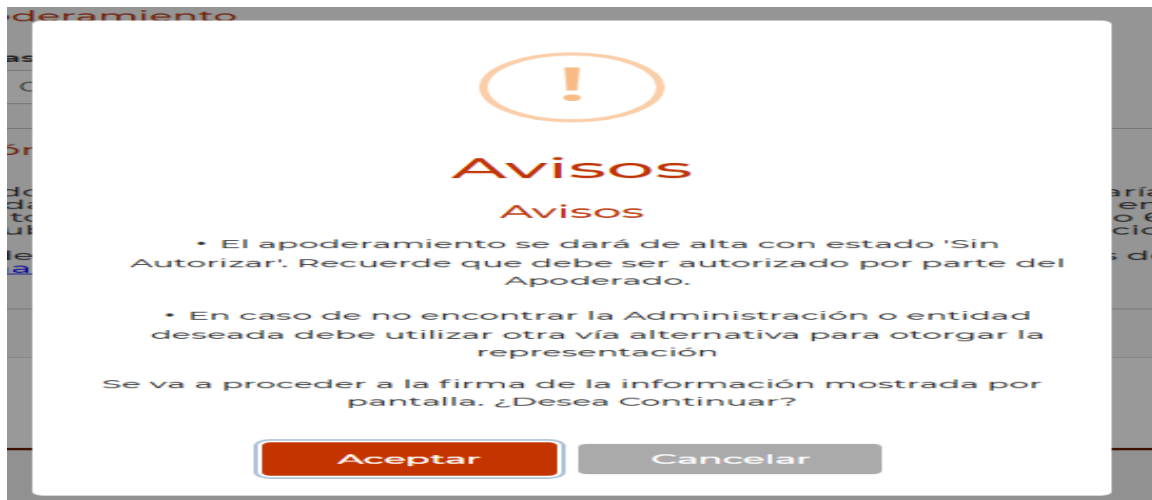 deramiento
Avisos
Avisos
• El apoderamiento se dará de alta con estado 'Sin
Autorizar'. Recuerde que debe ser autorizado por parte del
Apoderado.
• En caso de no encontrar la Administración o entidad
deseada debe utilizar otra vía alternativa para otorgar la
representación
Se va a proceder a la firma de la información mostrada por
pantalla. ¿Desea Continuar?
Aceptar
Cancelar